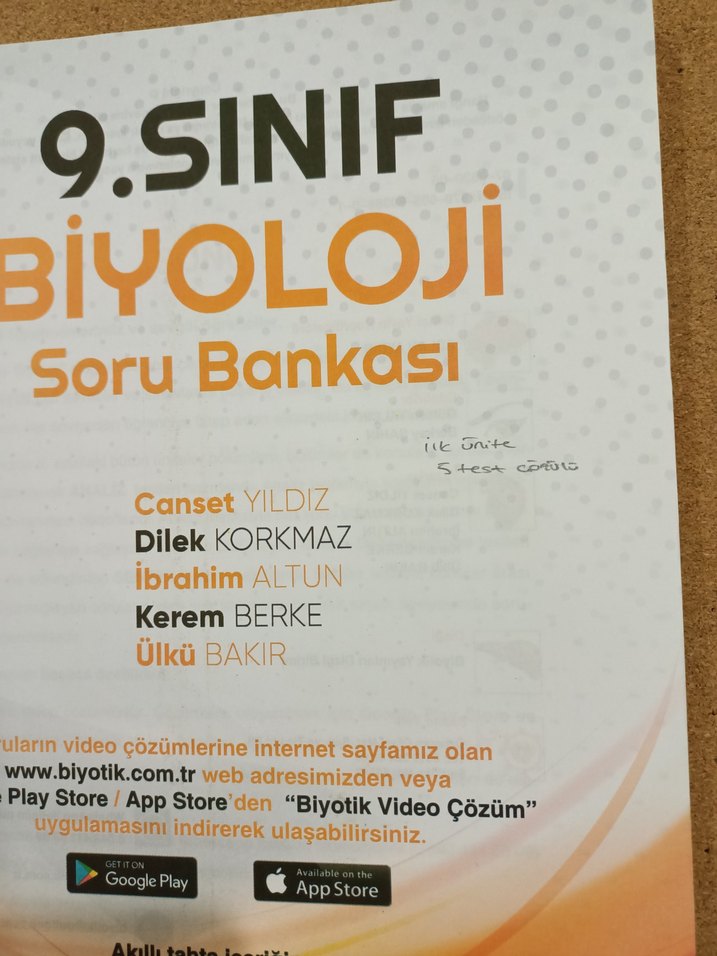 9.SINIF
BİYOLOJİ
Soru Bankası
ilk ünite
5 test çözülü
Canset YILDIZ
Dilek KORKMAZ
İbrahim ALTUN
Kerem BERKE
Ülkü BAKIR
video çözümlerine internet sayfamız olan
www.biyotik.com.tr web adresimizden veya
Play Store / App Store'den "Biyotik Video Çözüm"
uygulamasını indirerek ulaşabilirsiniz.
GET IT ON
Google Play
Available on the
App Store
Akıllı tahta